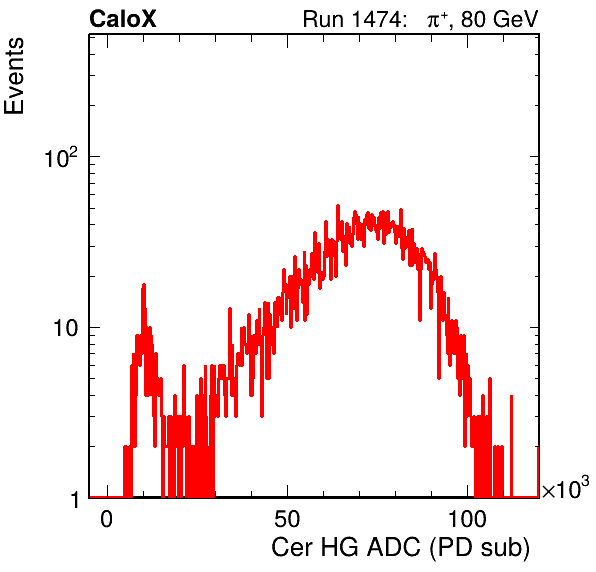 CaloX Run 1474: π⁺, 80 GeV
Events
10²
10
1
0 50 100
×10³
Cer HG ADC (PD sub)